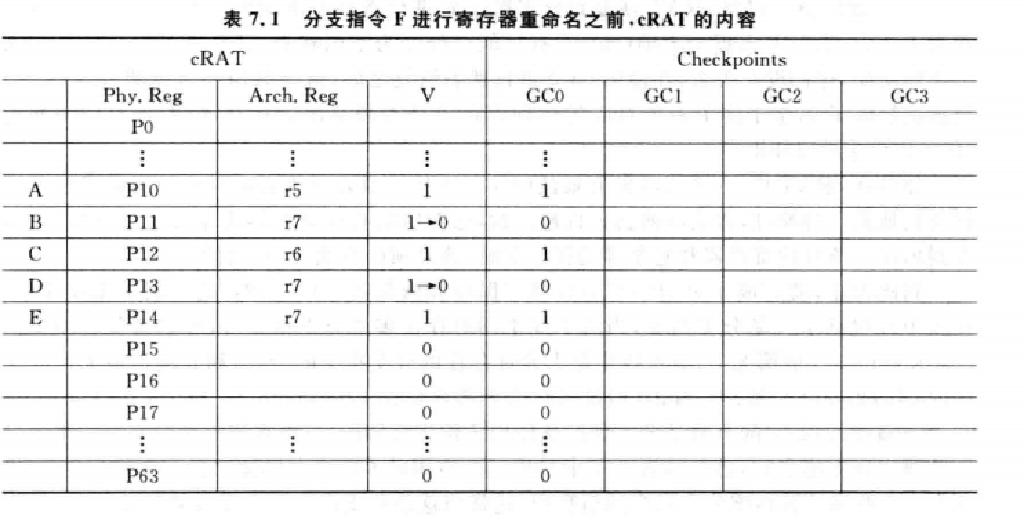 表 7.1 分支指令 F 进行寄存器重命名之前,cRAT 的内容
cRAT Checkpoints
Phy. Reg Arch. Reg V GC0 GC1 GC2 GC3
P0
⋮ ⋮ ⋮ ⋮
A P10 r5 1 1
B P11 r7 1→0 0
C P12 r6 1 1
D P13 r7 1→0 0
E P14 r7 1 1
P15 0 0
P16 0 0
P17 0 0
⋮ ⋮ ⋮ ⋮
P63 0 0